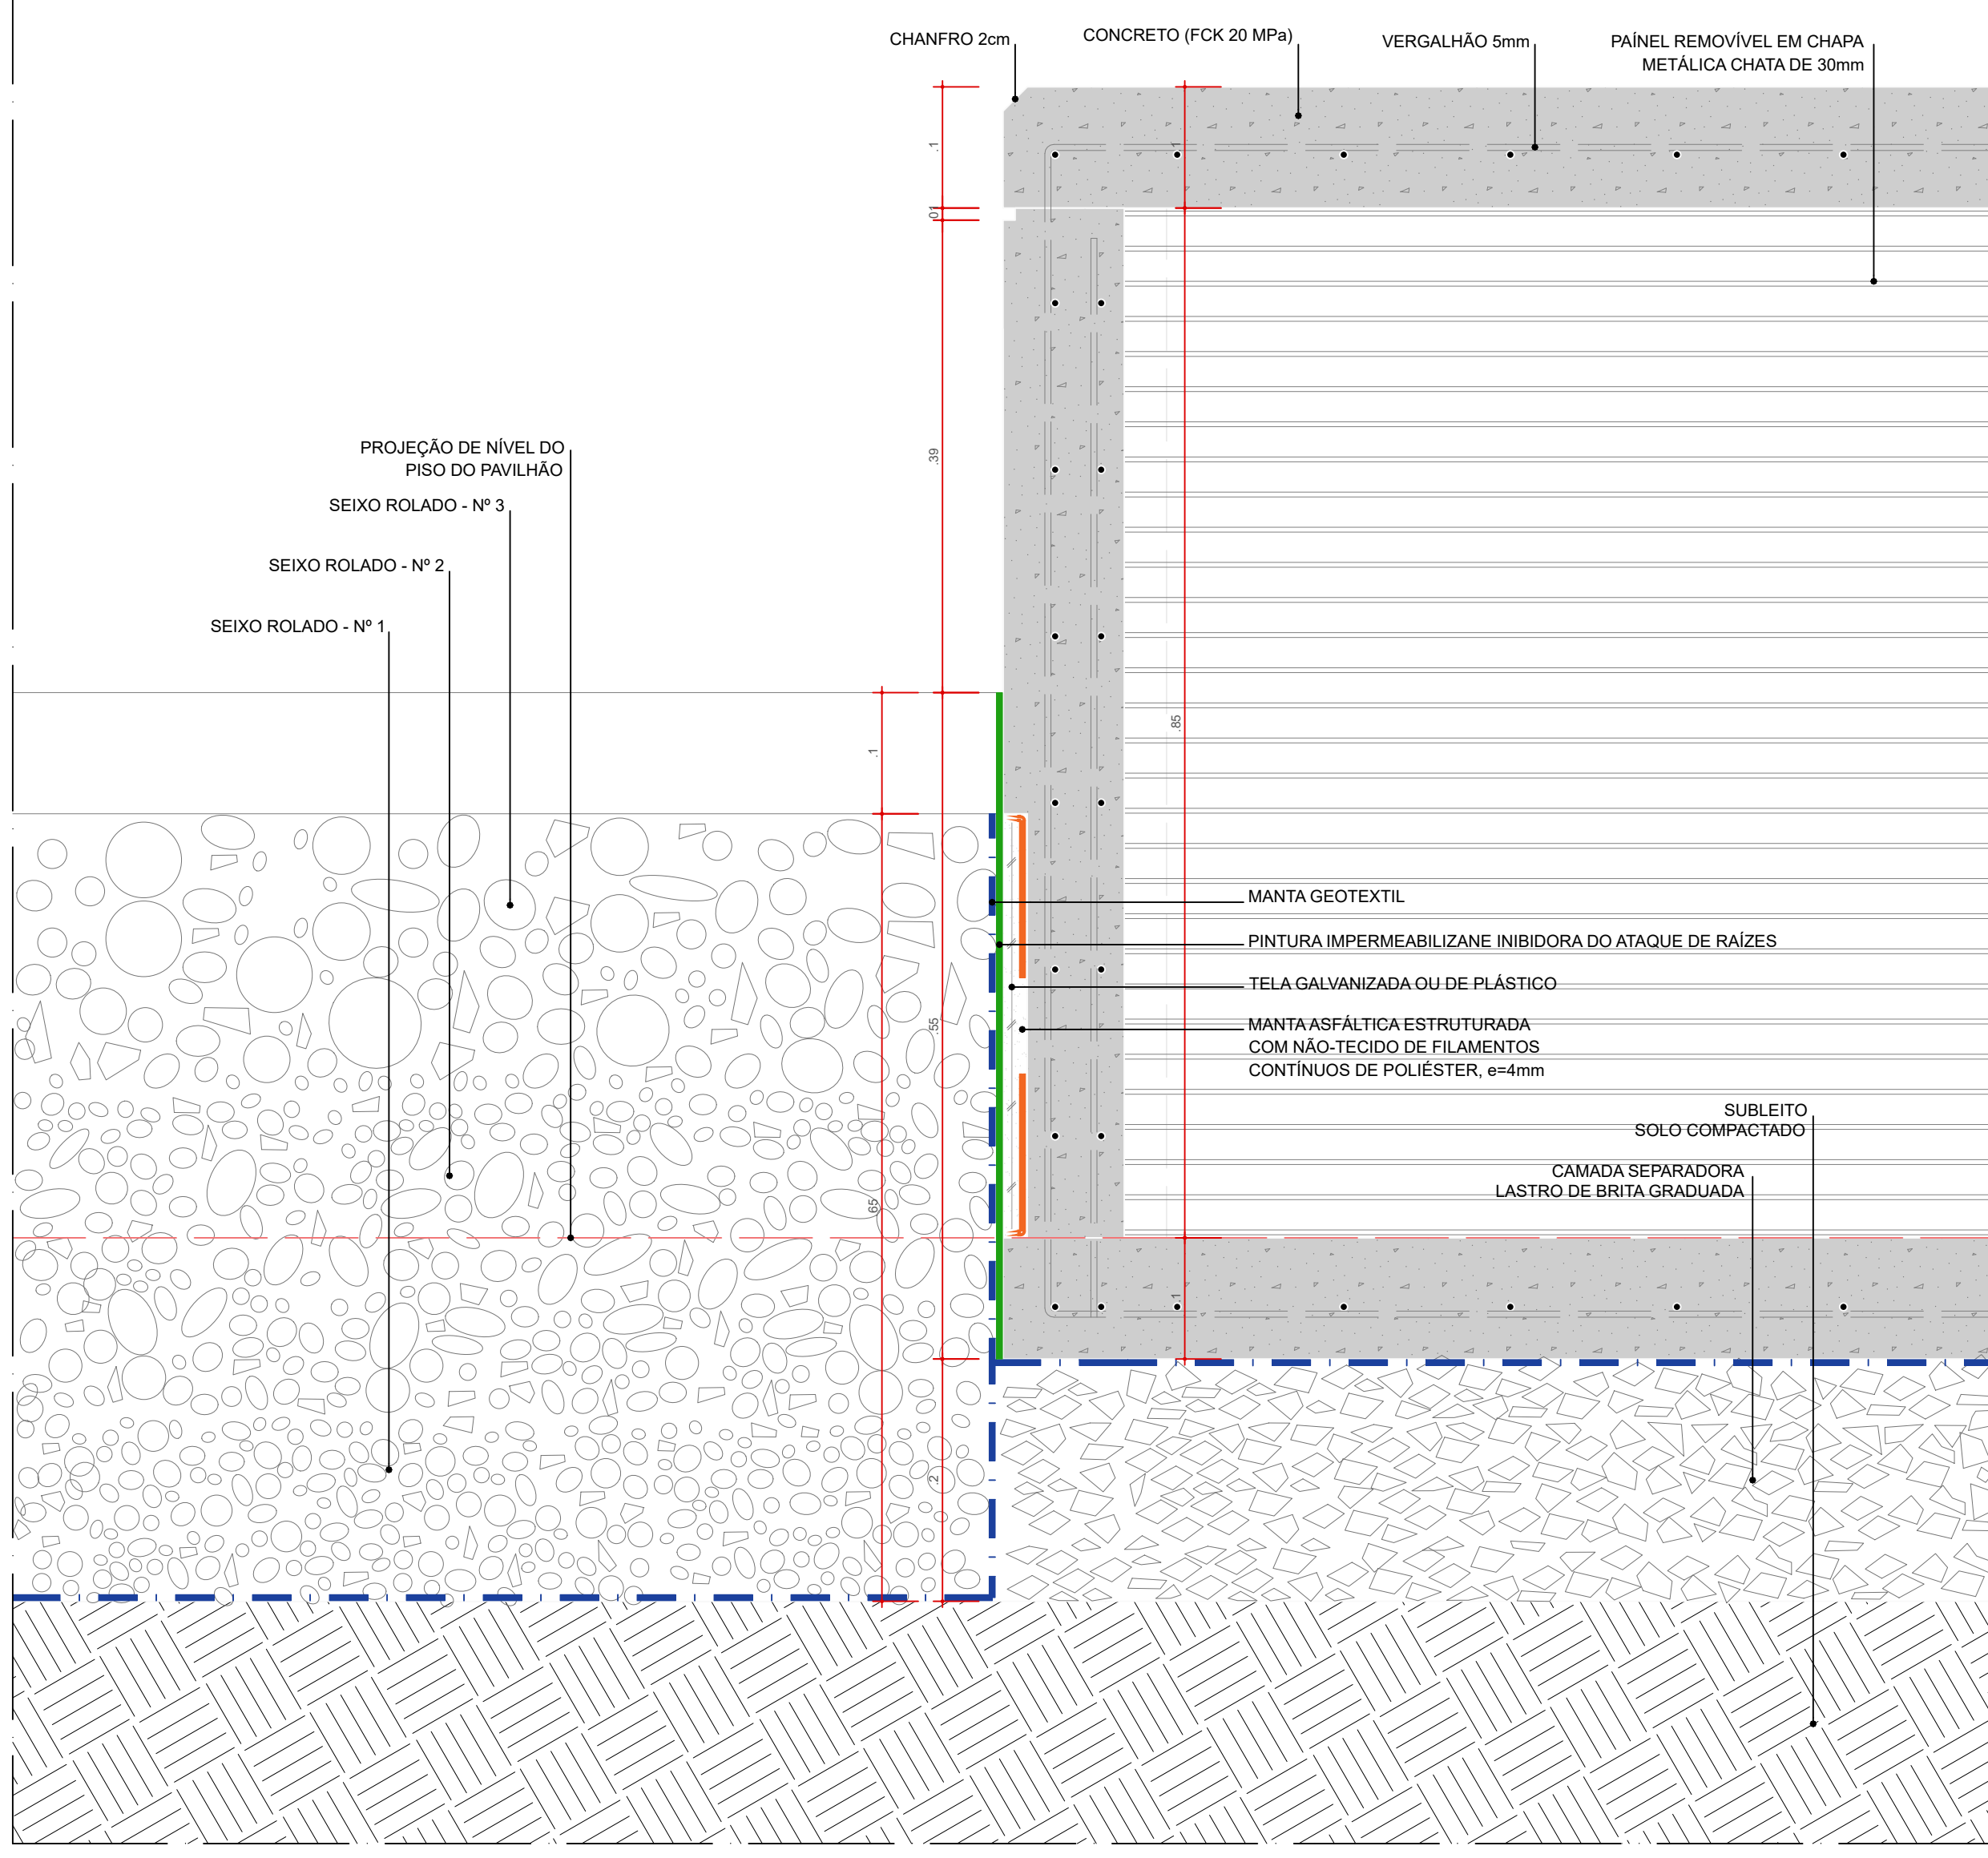 CHANFRO 2cm
CONCRETO (FCK 20 MPa)
VERGALHÃO 5mm
PAÍNEL REMOVÍVEL EM CHAPA
METÁLICA CHATA DE 30mm
.1
.1
.01
.39
PROJEÇÃO DE NÍVEL DO
PISO DO PAVILHÃO
SEIXO ROLADO - Nº 3
SEIXO ROLADO - Nº 2
SEIXO ROLADO - Nº 1
.85
.1
MANTA GEOTEXTIL
PINTURA IMPERMEABILIZANE INIBIDORA DO ATAQUE DE RAÍZES
TELA GALVANIZADA OU DE PLÁSTICO
MANTA ASFÁLTICA ESTRUTURADA
COM NÃO-TECIDO DE FILAMENTOS
CONTÍNUOS DE POLIÉSTER, e=4mm
.55
SUBLEITO
SOLO COMPACTADO
CAMADA SEPARADORA
LASTRO DE BRITA GRADUADA
.65
.1
.2